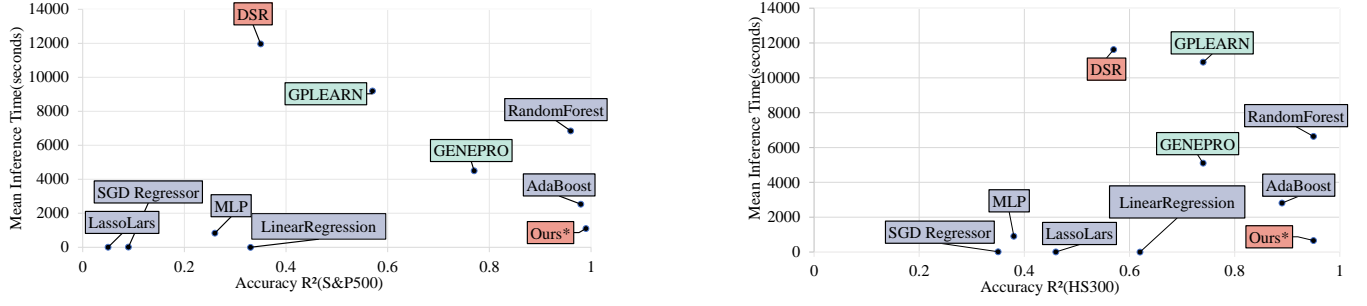 Mean Inference Time(seconds)
14000
12000
10000
8000
6000
4000
2000
0
DSR
GPLEARN
RandomForest
GENEPRO
SGD Regressor
AdaBoost
MLP
LassoLars
LinearRegression
Ours*
0
0.2
0.4
0.6
0.8
1
Accuracy R²(S&P500)
Mean Inference Time(seconds)
14000
12000
10000
8000
6000
4000
2000
0
GPLEARN
DSR
RandomForest
GENEPRO
AdaBoost
MLP
LinearRegression
SGD Regressor
LassoLars
Ours*
0
0.2
0.4
0.6
0.8
1
Accuracy R²(HS300)